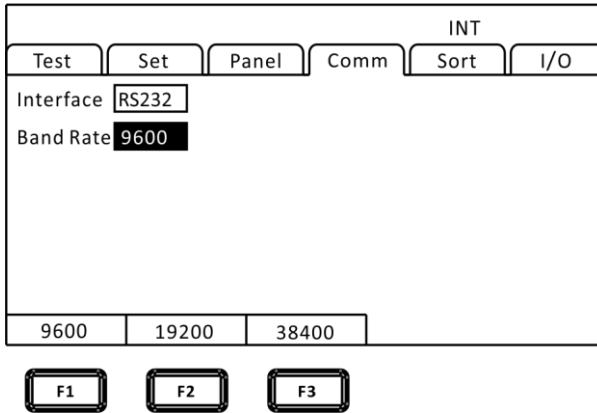 INT
Test Set Panel Comm Sort I/O
Interface RS232
Band Rate 9600
9600 19200 38400
F1 F2 F3